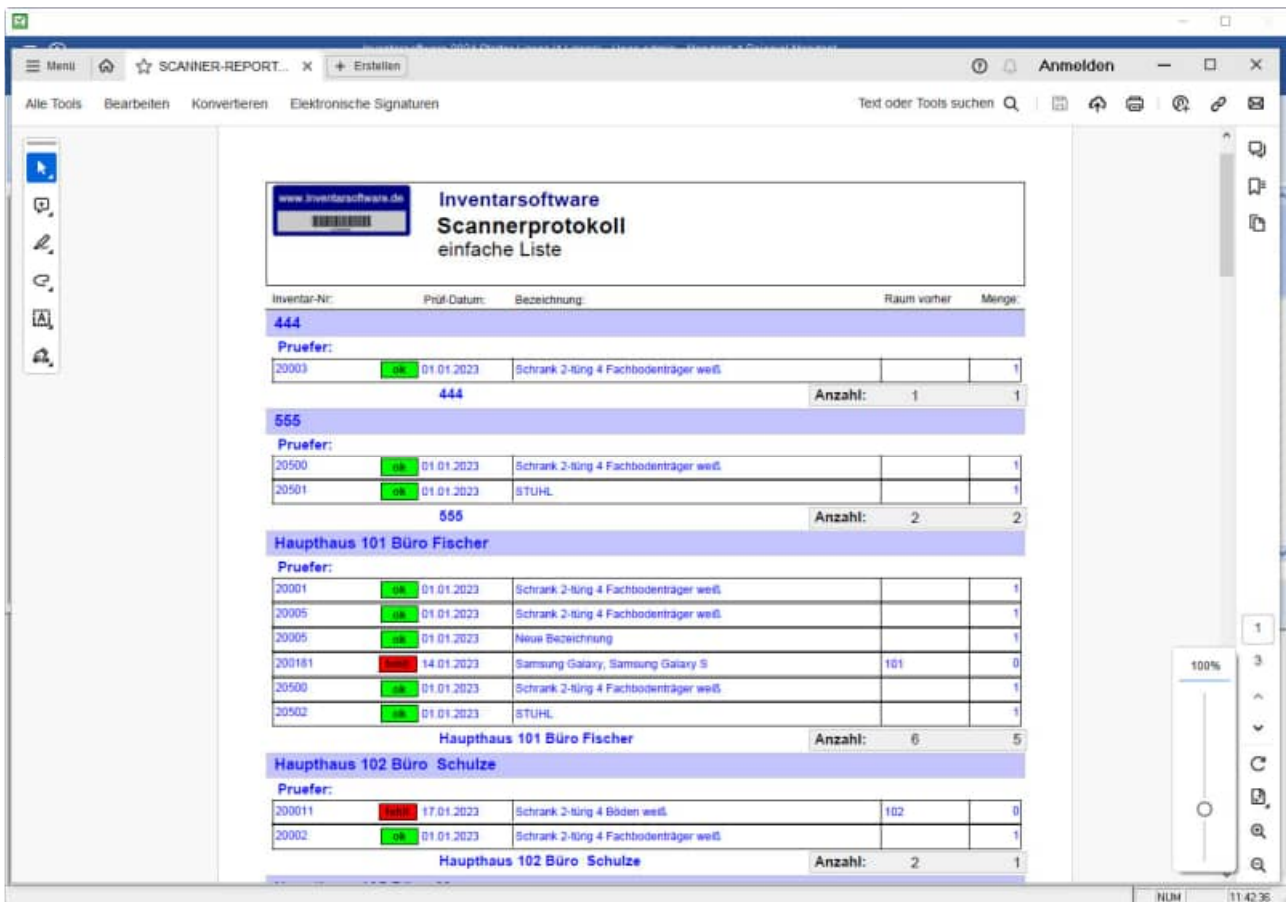 Menü SCANNER-REPORT... × + Erstellen Anmelden
Alle Tools Bearbeiten Konvertieren Elektronische Signaturen Text oder Tools suchen
www.inventarsoftware.de
Inventarsoftware
Scannerprotokoll
einfache Liste
Inventar-Nr: Prüf-Datum: Bezeichnung: Raum vorher Menge:
444
Pruefer:
20003 ok 01.01.2023 Schrank 2-türig 4 Fachbodenträger weiß 1
444 Anzahl: 1 1
555
Pruefer:
20500 ok 01.01.2023 Schrank 2-türig 4 Fachbodenträger weiß 1
20501 ok 01.01.2023 STUHL 1
555 Anzahl: 2 2
Haupthaus 101 Büro Fischer
Pruefer:
20001 ok 01.01.2023 Schrank 2-türig 4 Fachbodenträger weiß 1
20005 ok 01.01.2023 Schrank 2-türig 4 Fachbodenträger weiß 1
20005 ok 01.01.2023 Neue Bezeichnung 1
200181 fehlt 14.01.2023 Samsung Galaxy, Samsung Galaxy S 101 0
20500 ok 01.01.2023 Schrank 2-türig 4 Fachbodenträger weiß 1
20502 ok 01.01.2023 STUHL 1
Haupthaus 101 Büro Fischer Anzahl: 6 5
Haupthaus 102 Büro Schulze
Pruefer:
200011 fehlt 17.01.2023 Schrank 2-türig 4 Böden weiß 102 0
20002 ok 01.01.2023 Schrank 2-türig 4 Fachbodenträger weiß 1
Haupthaus 102 Büro Schulze Anzahl: 2 1
1
3
100%
NUM 11:42:36